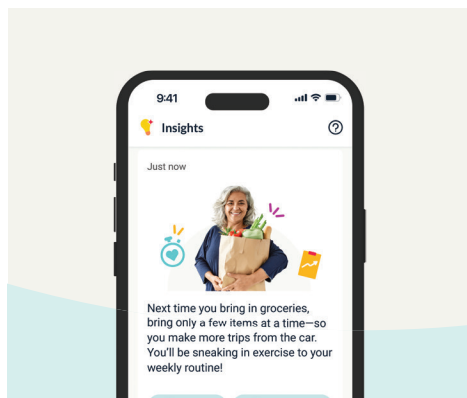 9:41
Insights
Just now
Next time you bring in groceries,
bring only a few items at a time—so
you make more trips from the car.
You'll be sneaking in exercise to your
weekly routine!